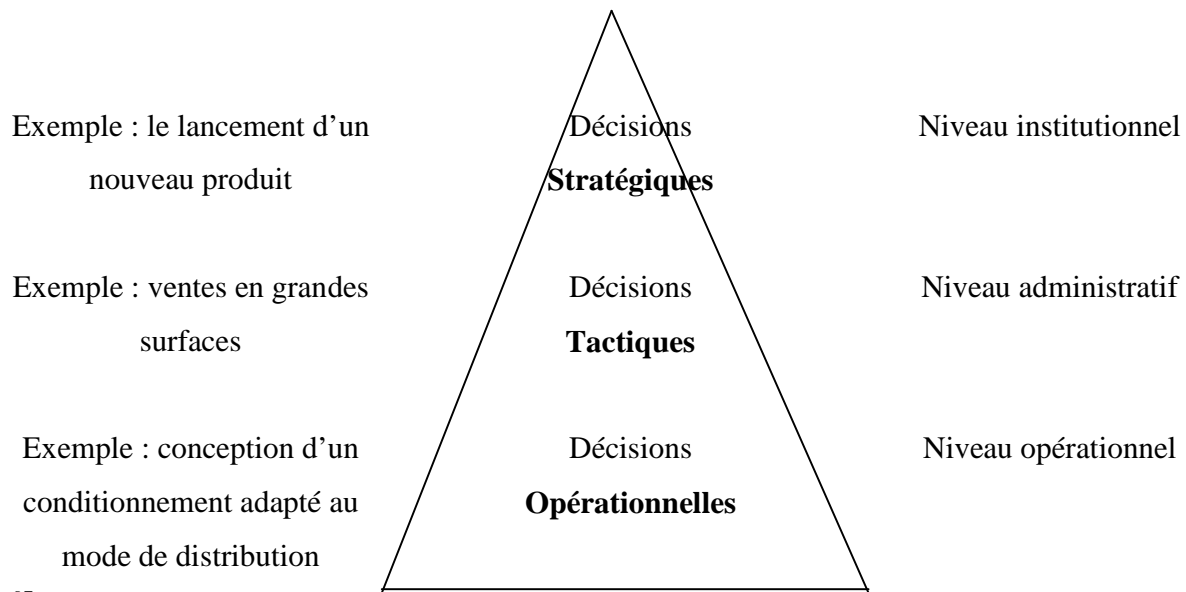 Exemple : le lancement d’un
nouveau produit
Décisions
Stratégiques
Niveau institutionnel
Exemple : ventes en grandes
surfaces
Décisions
Tactiques
Niveau administratif
Exemple : conception d’un
conditionnement adapté au
mode de distribution
Décisions
Opérationnelles
Niveau opérationnel